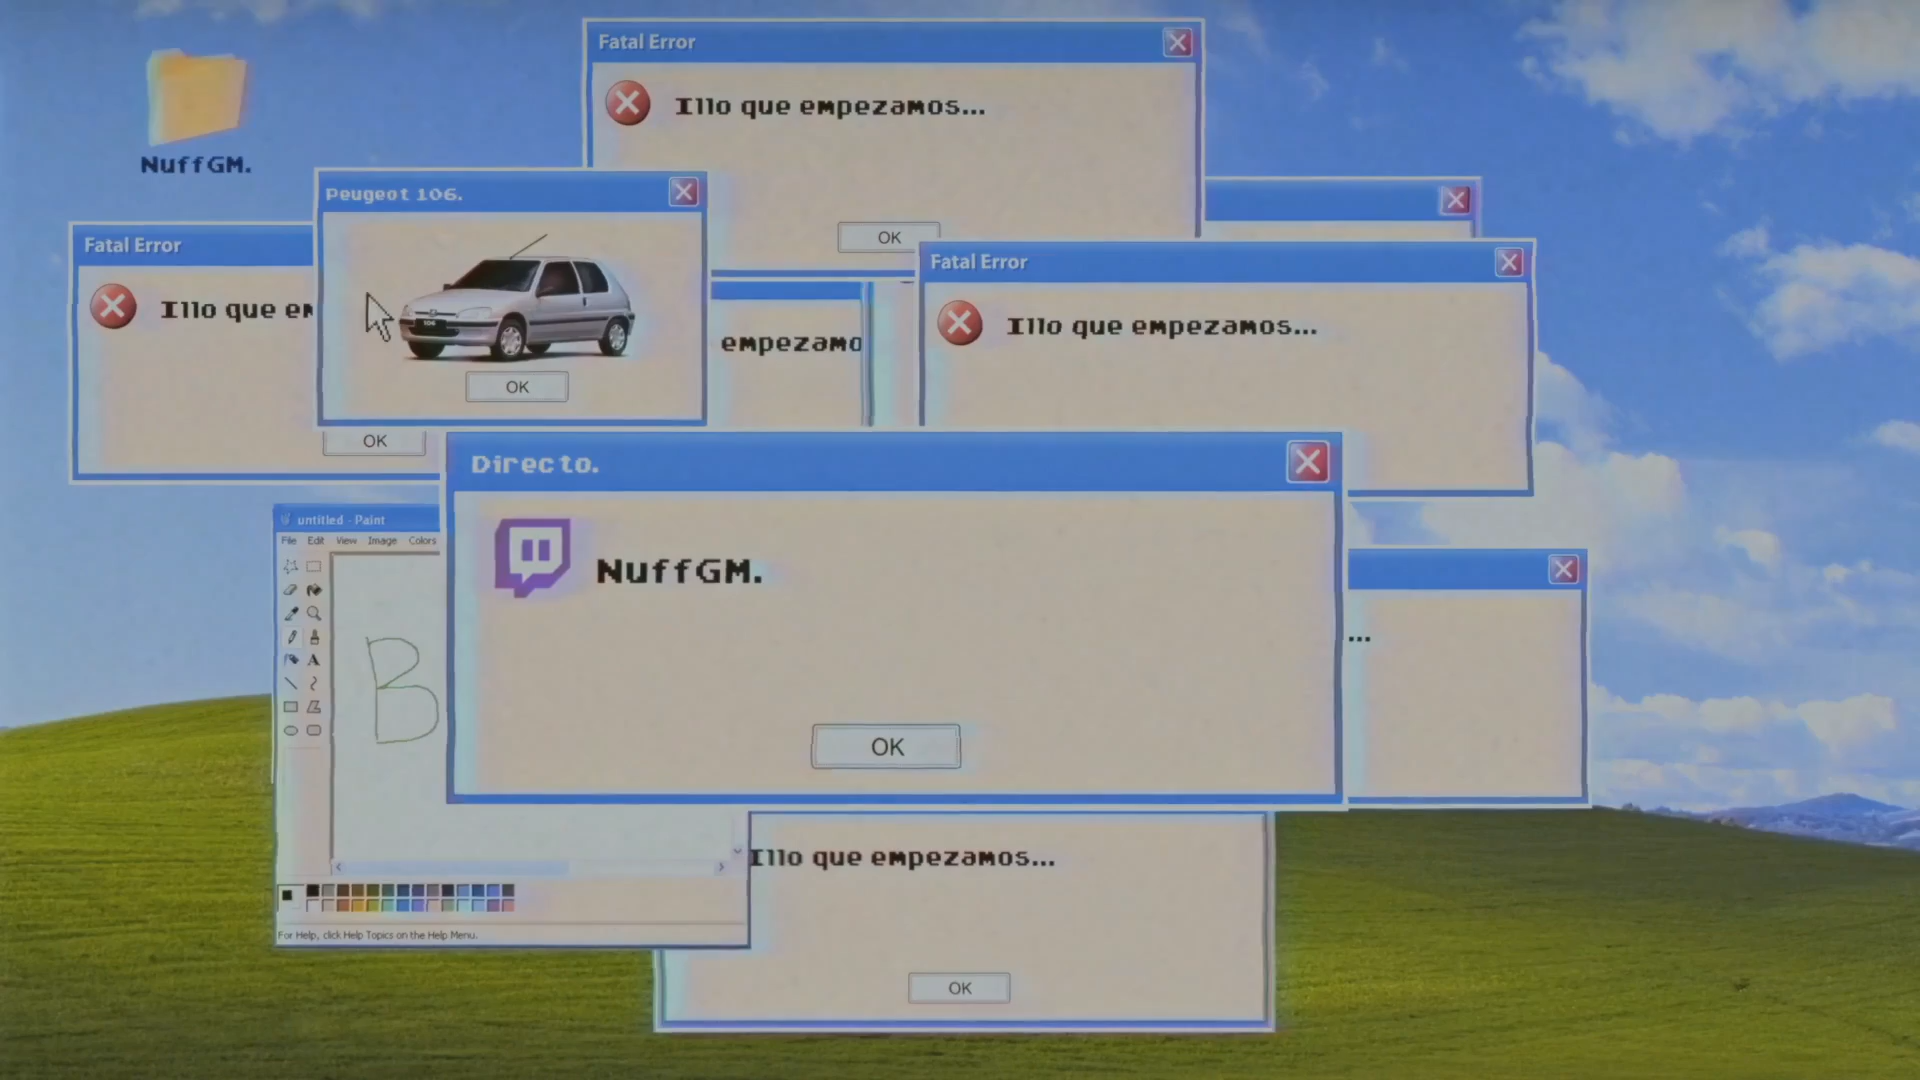 Fatal Error
Illo que empezamos...
OK
NuffGM.
Peugeot 106.
106
OK
Fatal Error
Illo que em
OK
empezamo
Fatal Error
Illo que empezamos...
Directo.
NuffGM.
OK
untitled - Paint
File Edit View Image Colors
A
B
...
For Help, click Help Topics on the Help Menu.
Illo que empezamos...
OK